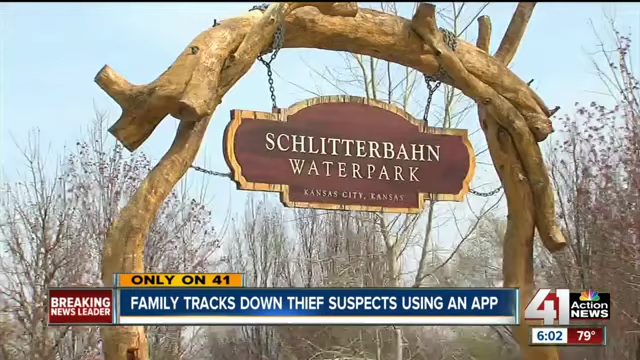 SCHLITTERBAHN
WATERPARK
KANSAS CITY, KANSAS
ONLY ON 41
BREAKING
NEWS LEADER
FAMILY TRACKS DOWN THIEF SUSPECTS USING AN APP
41
Action
NEWS
6:02 79°